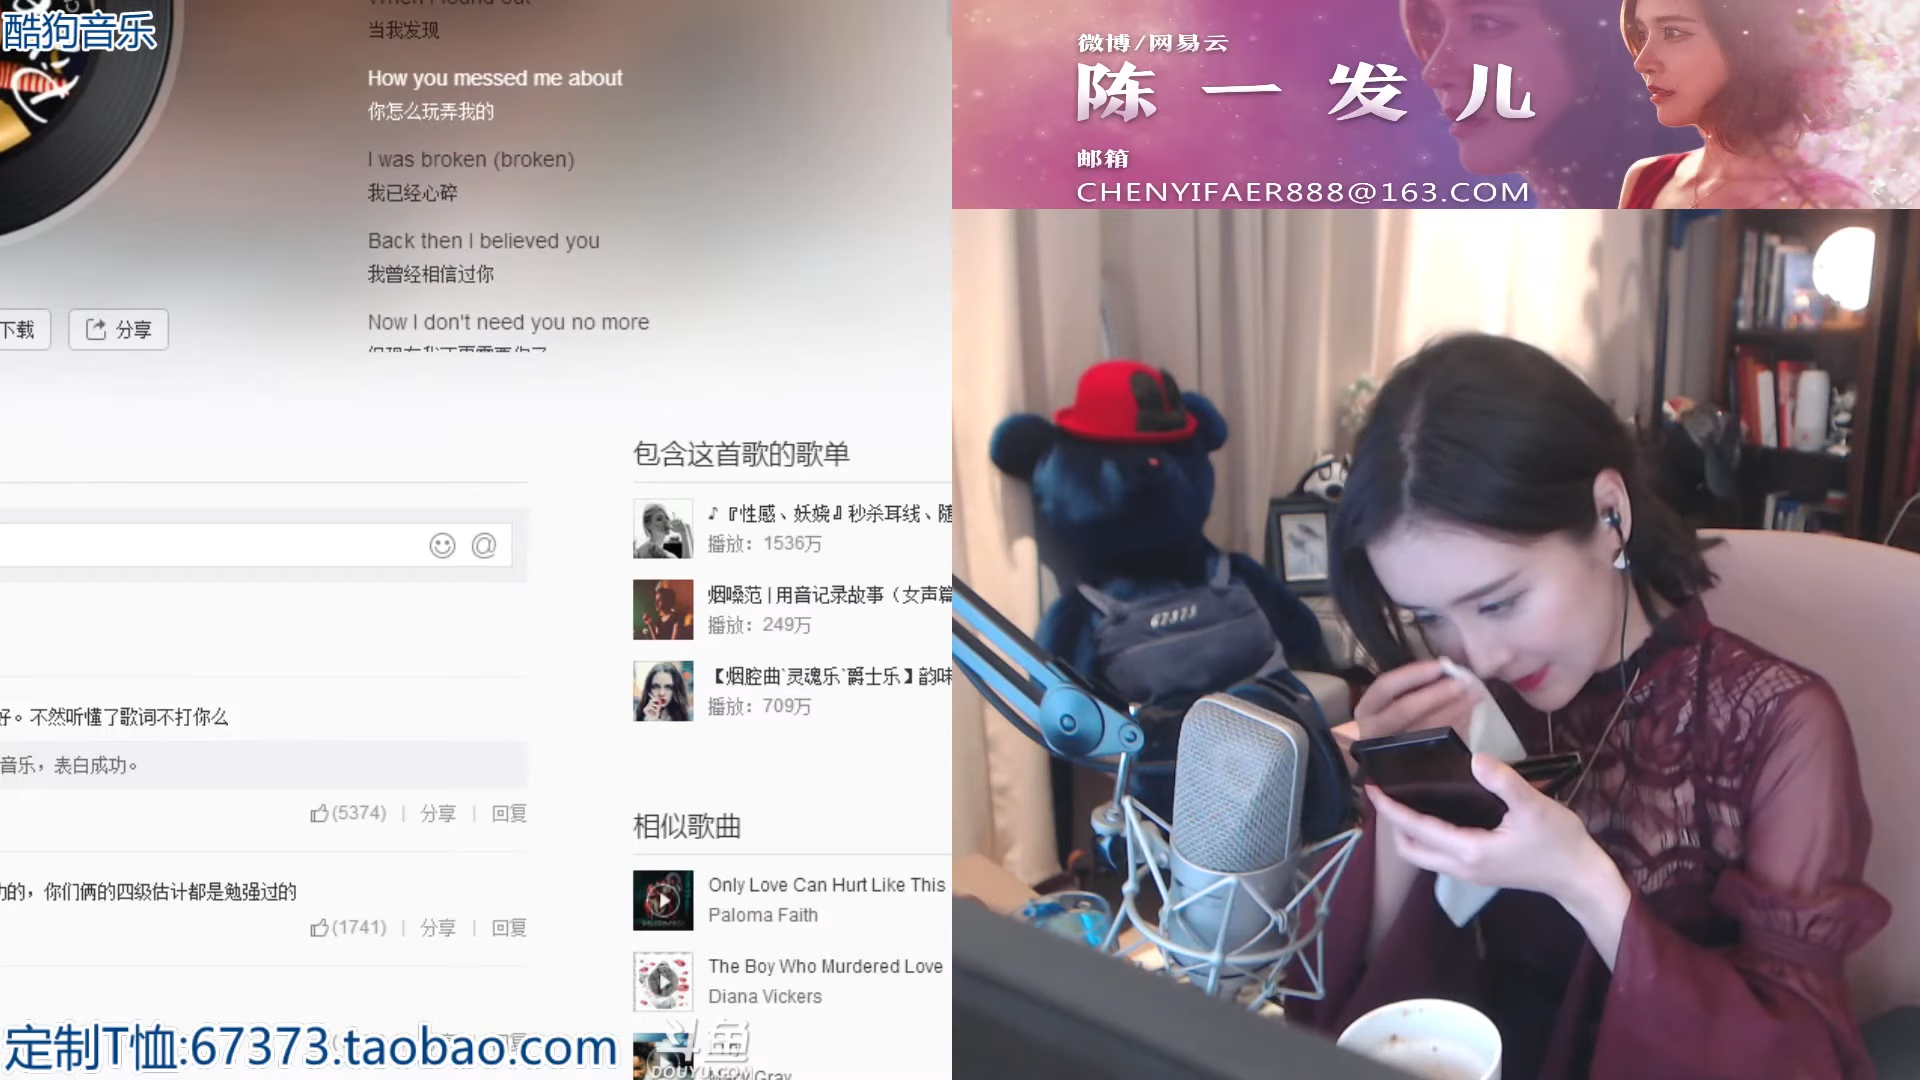 酷狗音乐
当我发现
How you messed me about
你怎么玩弄我的
I was broken (broken)
我已经心碎
Back then I believed you
我曾经相信过你
Now I don't need you no more
下载
分享
包含这首歌的歌单
♪『性感、妖娆』秒杀耳线、随
播放：1536万
烟嗓范 | 用音记录故事（女声篇
播放：249万
【烟腔曲`灵魂乐`爵士乐】韵味
播放：709万
好。不然听懂了歌词不打你么
音乐，表白成功。
(5374) | 分享 | 回复
的，你们俩的四级估计都是勉强过的
(1741) | 分享 | 回复
相似歌曲
Only Love Can Hurt Like This
Paloma Faith
The Boy Who Murdered Love
Diana Vickers
Macy Gray
定制T恤:67373.taobao.com
斗鱼
DOUYU.COM
微博/网易云
陈一发儿
邮箱
CHENYIFAER888@163.COM
67373